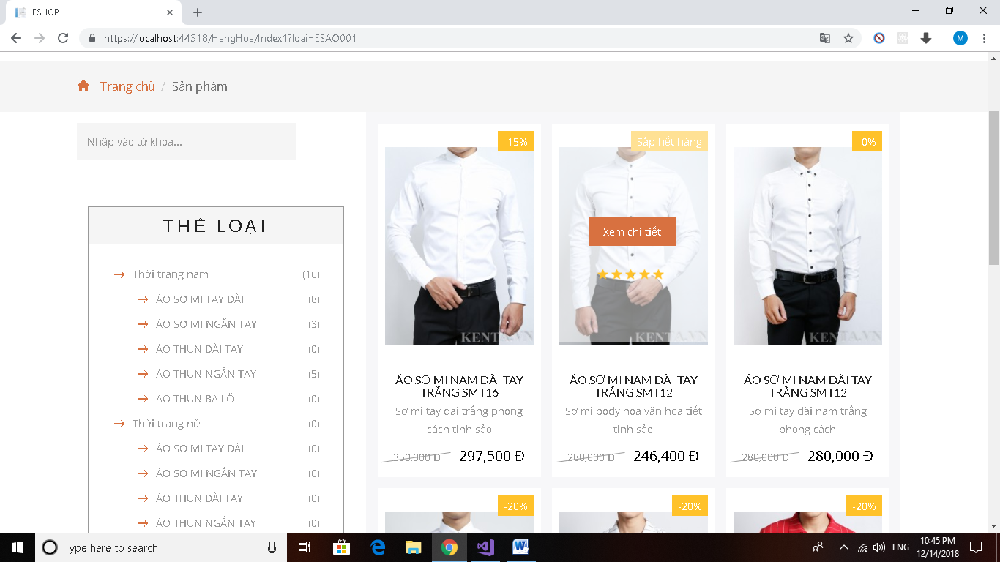 ESHOP
https://localhost:44318/HangHoa/Index1?loai=ESAO001
M
Trang chủ / Sản phẩm
Nhập vào từ khóa...
THỂ LOẠI
Thời trang nam (16)
ÁO SƠ MI TAY DÀI (8)
ÁO SƠ MI NGẮN TAY (3)
ÁO THUN DÀI TAY (0)
ÁO THUN NGẮN TAY (5)
ÁO THUN BA LỖ (0)
Thời trang nữ (0)
ÁO SƠ MI TAY DÀI (0)
ÁO SƠ MI NGẮN TAY (0)
ÁO THUN DÀI TAY (0)
ÁO THUN NGẮN TAY (0)
-15%
KENTA.VN
ÁO SƠ MI NAM DÀI TAY
TRẮNG SMT16
Sơ mi tay dài trắng phong
cách tinh sảo
350,000 Đ 297,500 Đ
Sắp hết hàng
Xem chi tiết
KENTA.VN
ÁO SƠ MI NAM DÀI TAY
TRẮNG SMT12
Sơ mi body hoa văn họa tiết
tinh sảo
280,000 Đ 246,400 Đ
-0%
KENTA.VN
ÁO SƠ MI NAM DÀI TAY
TRẮNG SMT12
Sơ mi tay dài nam trắng
phong cách
280,000 Đ 280,000 Đ
-20%
-20%
-20%
Type here to search
ENG
10:45 PM
12/14/2018